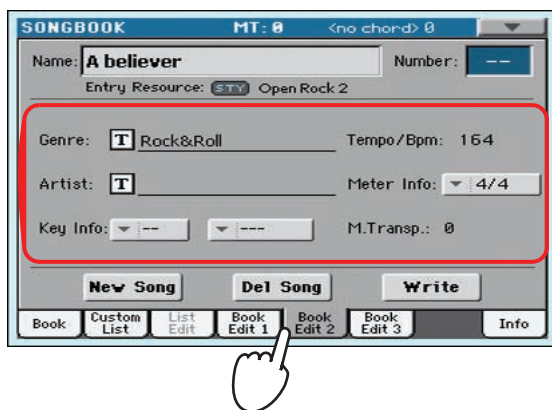 SONGBOOK MT: 0 <no chord> 0
Name: A believer Number: --
Entry Resource: STY Open Rock 2
Genre: T Rock&Roll Tempo/Bpm: 164
Artist: T Meter Info: 4/4
Key Info: -- --- M.Transp.: 0
New Song Del Song Write
Book Custom List List Edit Book Edit 1 Book Edit 2 Book Edit 3 Info